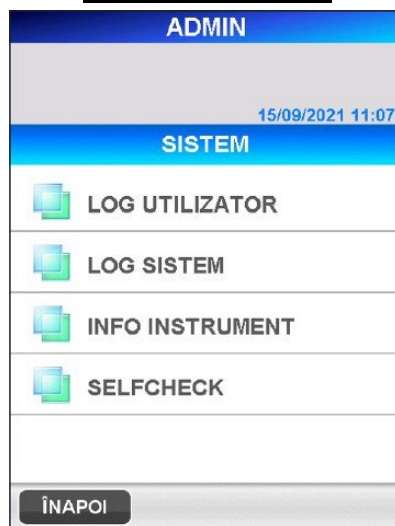 ADMIN
15/09/2021 11:07
SISTEM
LOG UTILIZATOR
LOG SISTEM
INFO INSTRUMENT
SELFCHECK
ÎNAPOI